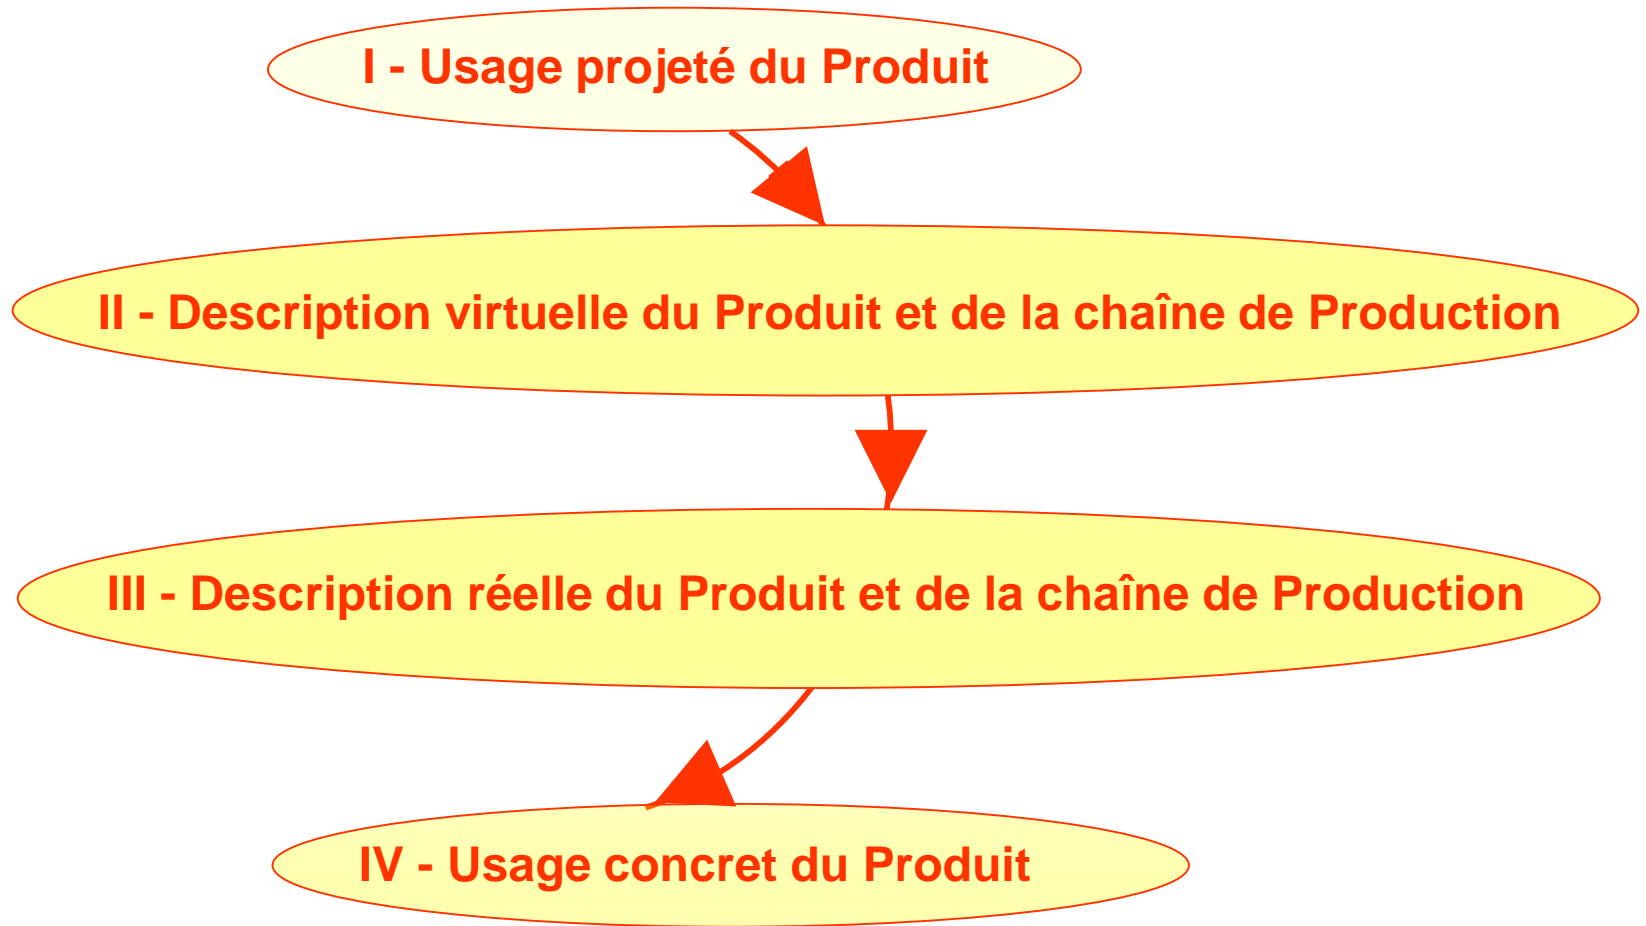 I - Usage projeté du Produit
II - Description virtuelle du Produit et de la chaîne de Production
III - Description réelle du Produit et de la chaîne de Production
IV - Usage concret du Produit